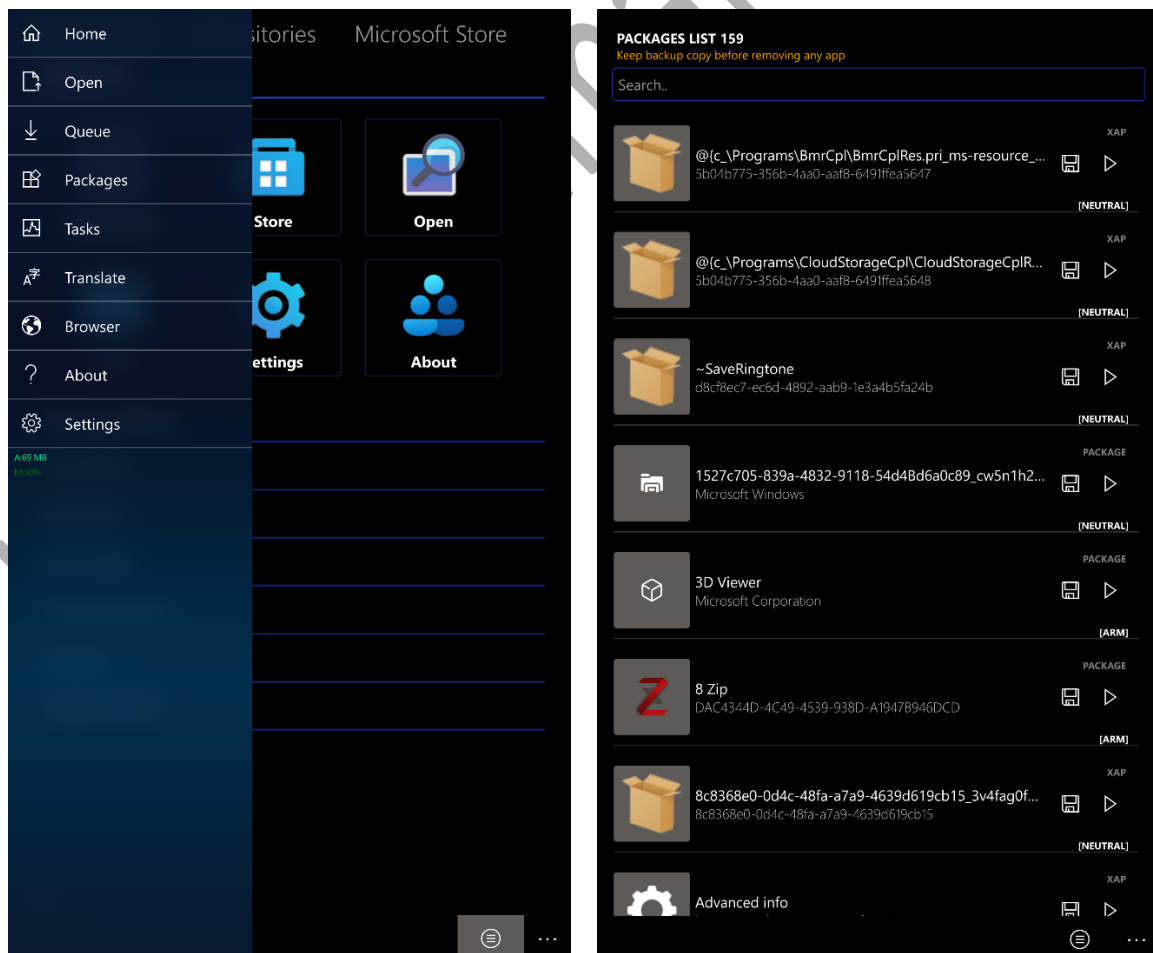 Home
Open
Queue
Packages
Tasks
Translate
Browser
About
Settings
A:69 MB
M:30%
sitories Microsoft Store
Store
Open
ettings
About
PACKAGES LIST 159
Keep backup copy before removing any app
Search..
XAP
@{c_\Programs\BmrCpl\BmrCplRes.pri_ms-resource_...
5b04b775-356b-4aa0-aaf8-6491ffea5647
[NEUTRAL]
XAP
@{c_\Programs\CloudStorageCpl\CloudStorageCplR...
5b04b775-356b-4aa0-aaf8-6491ffea5648
[NEUTRAL]
XAP
~SaveRingtone
d8cf8ec7-ec6d-4892-aab9-1e3a4b5fa24b
[NEUTRAL]
PACKAGE
1527c705-839a-4832-9118-54d4Bd6a0c89_cw5n1h2...
Microsoft Windows
[NEUTRAL]
PACKAGE
3D Viewer
Microsoft Corporation
[ARM]
PACKAGE
8 Zip
DAC4344D-4C49-4539-938D-A1947B946DCD
[ARM]
XAP
8c8368e0-0d4c-48fa-a7a9-4639d619cb15_3v4fag0f...
8c8368e0-0d4c-48fa-a7a9-4639d619cb15
[NEUTRAL]
XAP
Advanced info